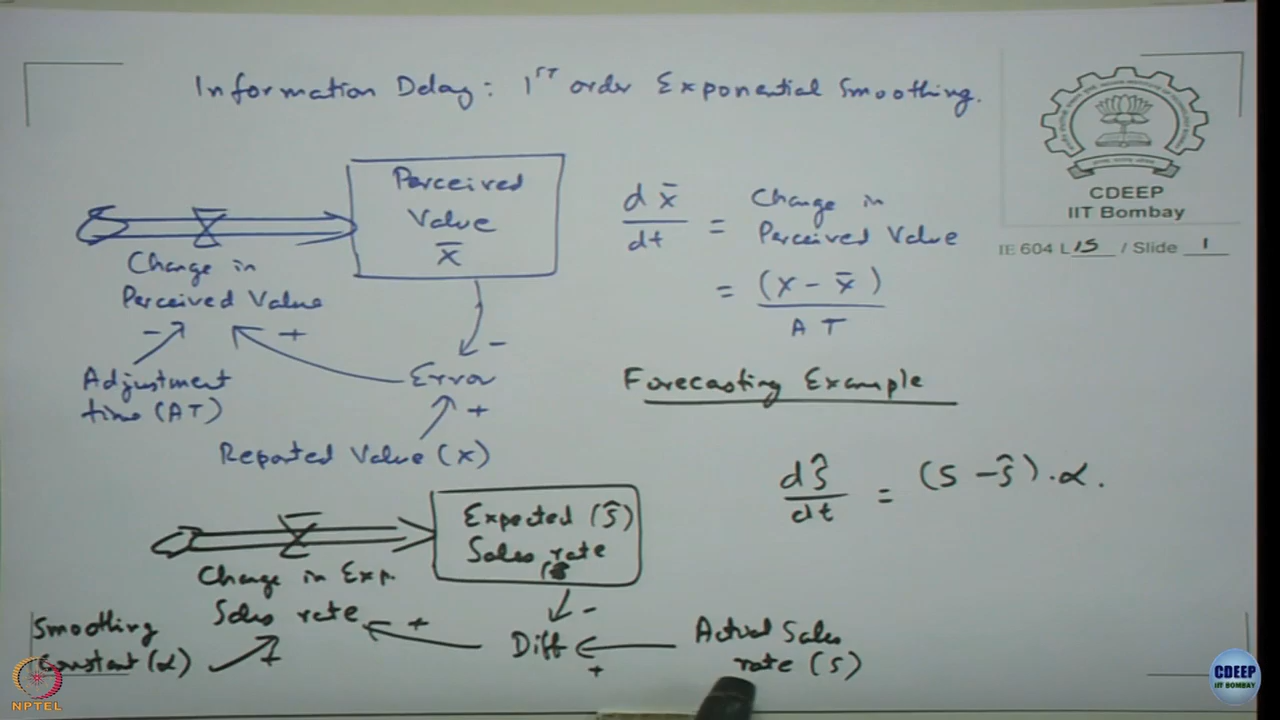 Information Delay: 1ST order Exponential Smoothing.
Perceived
Value
x̄
Change in
Perceived Value
−
+
−
Adjustment
time (AT)
Error
+
Reported Value (x)
dx̄/dt = Change in
Perceived Value
= (x - x̄)
AT
Forecasting Example
dŜ/dt = (S - Ŝ).α.
Expected (Ŝ)
Sales rate
Change in Exp.
Sales rate
+
−
Smoothing
Constant (α)
+
Diff
+
Actual Sales
rate (S)
CDEEP
IIT Bombay
IE 604 L 15 / Slide 1
NPTEL
CDEEP
IIT BOMBAY